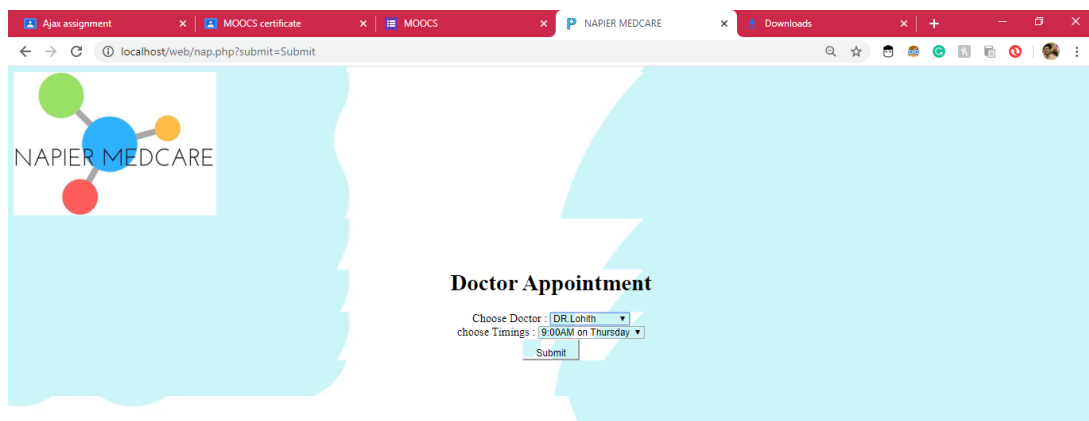 Ajax assignment
MOOCS certificate
MOOCS
NAPIER MEDCARE
Downloads
localhost/web/nap.php?submit=Submit
NAPIER MEDCARE
Doctor Appointment
Choose Doctor : DR.Lohith
choose Timings : 9:00AM on Thursday
Submit